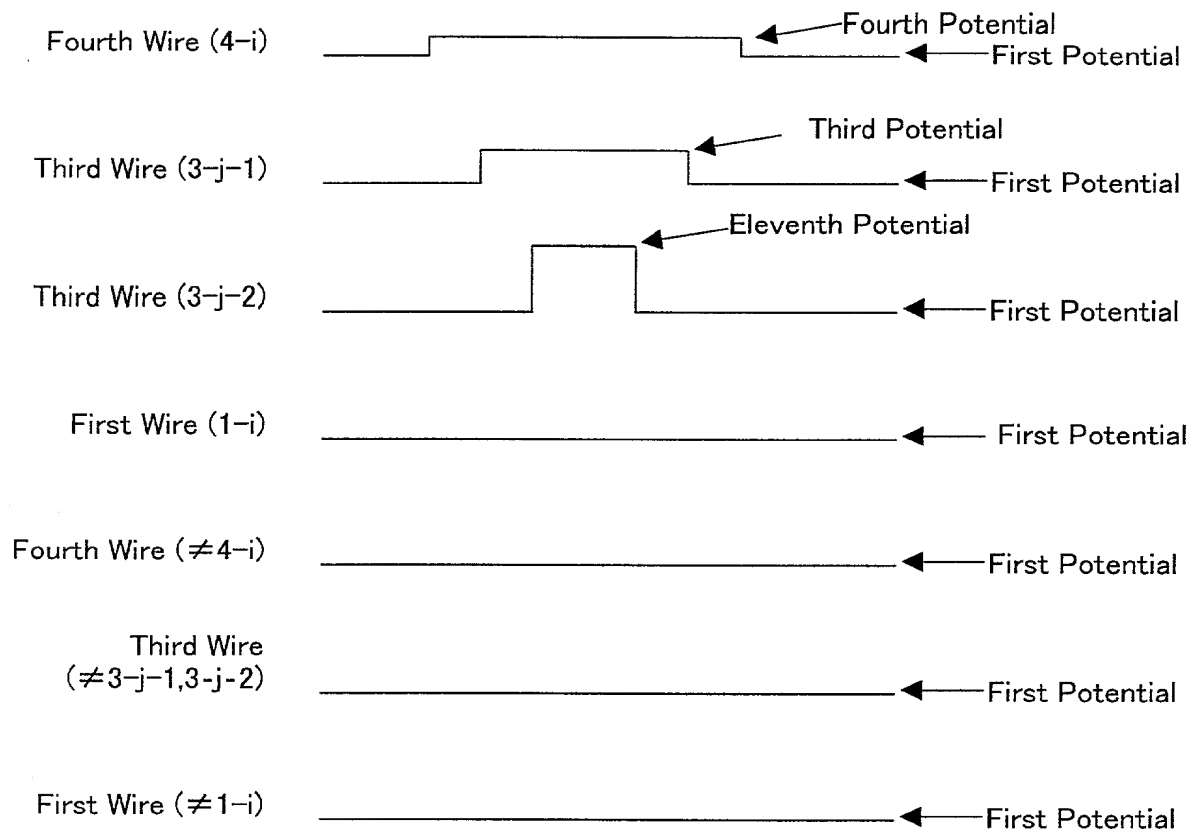 Fourth Wire (4-i)
Fourth Potential
First Potential
Third Wire (3-j-1)
Third Potential
First Potential
Eleventh Potential
Third Wire (3-j-2)
First Potential
First Wire (1-i)
First Potential
Fourth Wire (≠4-i)
First Potential
Third Wire
(≠3-j-1,3-j-2)
First Potential
First Wire (≠1-i)
First Potential